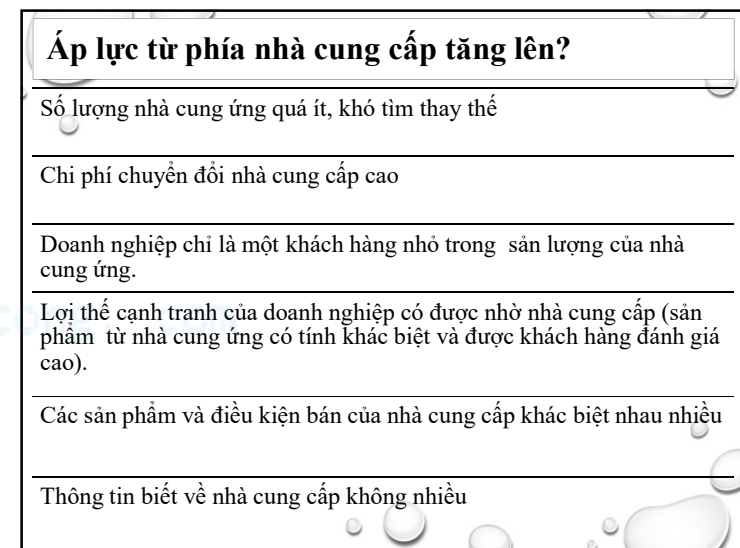 Áp lực từ phía nhà cung cấp tăng lên?
Số lượng nhà cung ứng quá ít, khó tìm thay thế
Chi phí chuyển đổi nhà cung cấp cao
Doanh nghiệp chỉ là một khách hàng nhỏ trong sản lượng của nhà
cung ứng.
Lợi thế cạnh tranh của doanh nghiệp có được nhờ nhà cung cấp (sản
phẩm từ nhà cung ứng có tính khác biệt và được khách hàng đánh giá
cao).
Các sản phẩm và điều kiện bán của nhà cung cấp khác biệt nhau nhiều
Thông tin biết về nhà cung cấp không nhiều